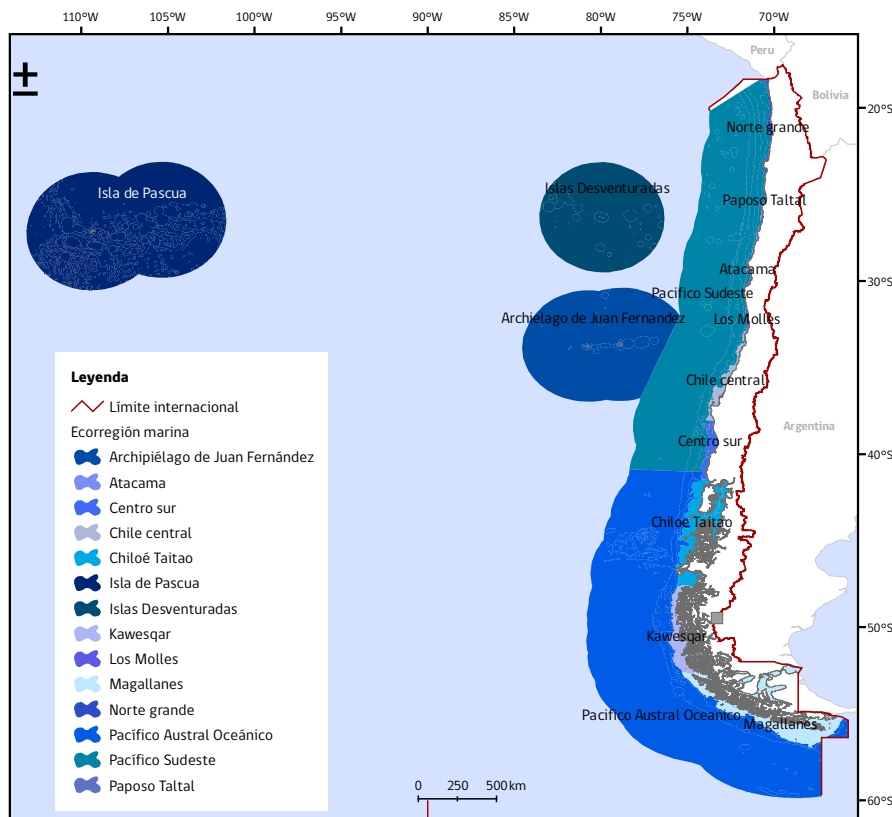 110°W 105°W 100°W 95°W 90°W 85°W 80°W 75°W 70°W
Peru
Bolivia
20°S
Norte grande
Isla de Pascua
Islas Desventuradas
Paposo Taltal
Atacama
30°S
Pacifico Sudeste
Archielago de Juan Fernandez
Los Molles
Chile central
Argentina
Centro sur
40°S
Chiloe Taitao
50°S
Kawesqar
Pacifico Austral Oceanico
Magallanes
60°S
Leyenda
Límite internacional
Ecorregión marina
Archipiélago de Juan Fernández
Atacama
Centro sur
Chile central
Chiloé Taitao
Isla de Pascua
Islas Desventuradas
Kawesqar
Los Molles
Magallanes
Norte grande
Pacífico Austral Oceánico
Pacífico Sudeste
Paposo Taltal
0 250 500 km